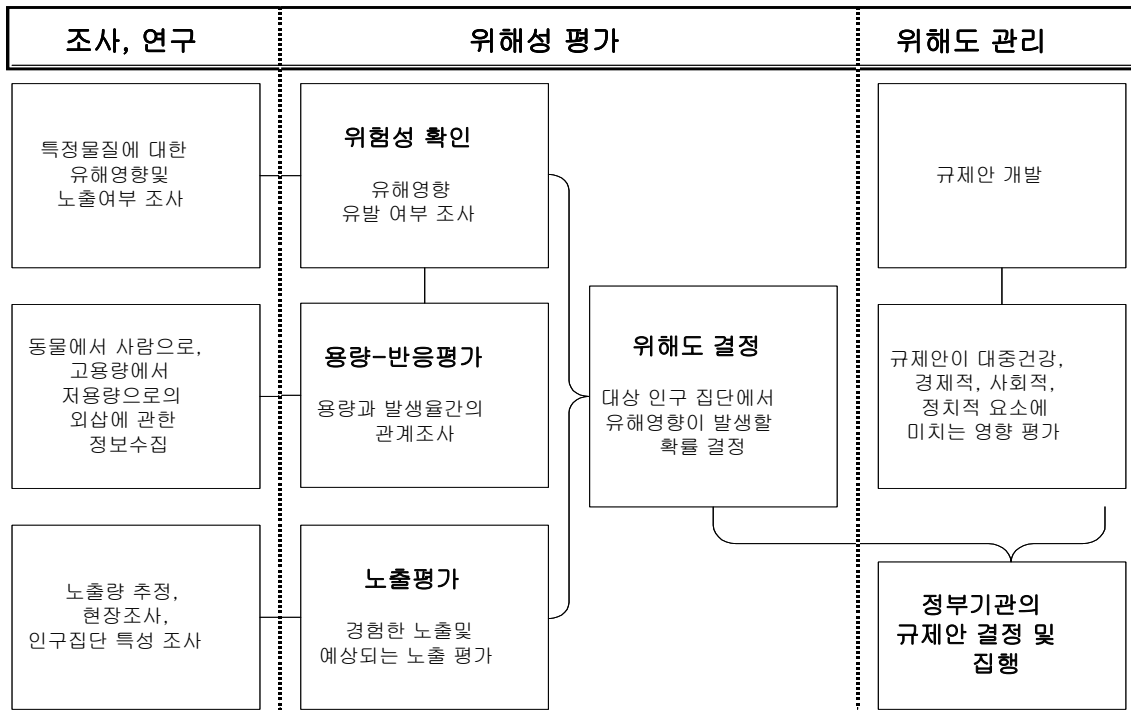 조사, 연구
위해성 평가
위해도 관리
특정물질에 대한
유해영향및
노출여부 조사
동물에서 사람으로,
고용량에서
저용량으로의
외삽에 관한
정보수집
노출량 추정,
현장조사,
인구집단 특성 조사
위험성 확인
유해영향
유발 여부 조사
용량-반응평가
용량과 발생율간의
관계조사
노출평가
경험한 노출및
예상되는 노출 평가
위해도 결정
대상 인구 집단에서
유해영향이 발생할
확률 결정
규제안 개발
규제안이 대중건강,
경제적, 사회적,
정치적 요소에
미치는 영향 평가
정부기관의
규제안 결정 및
집행